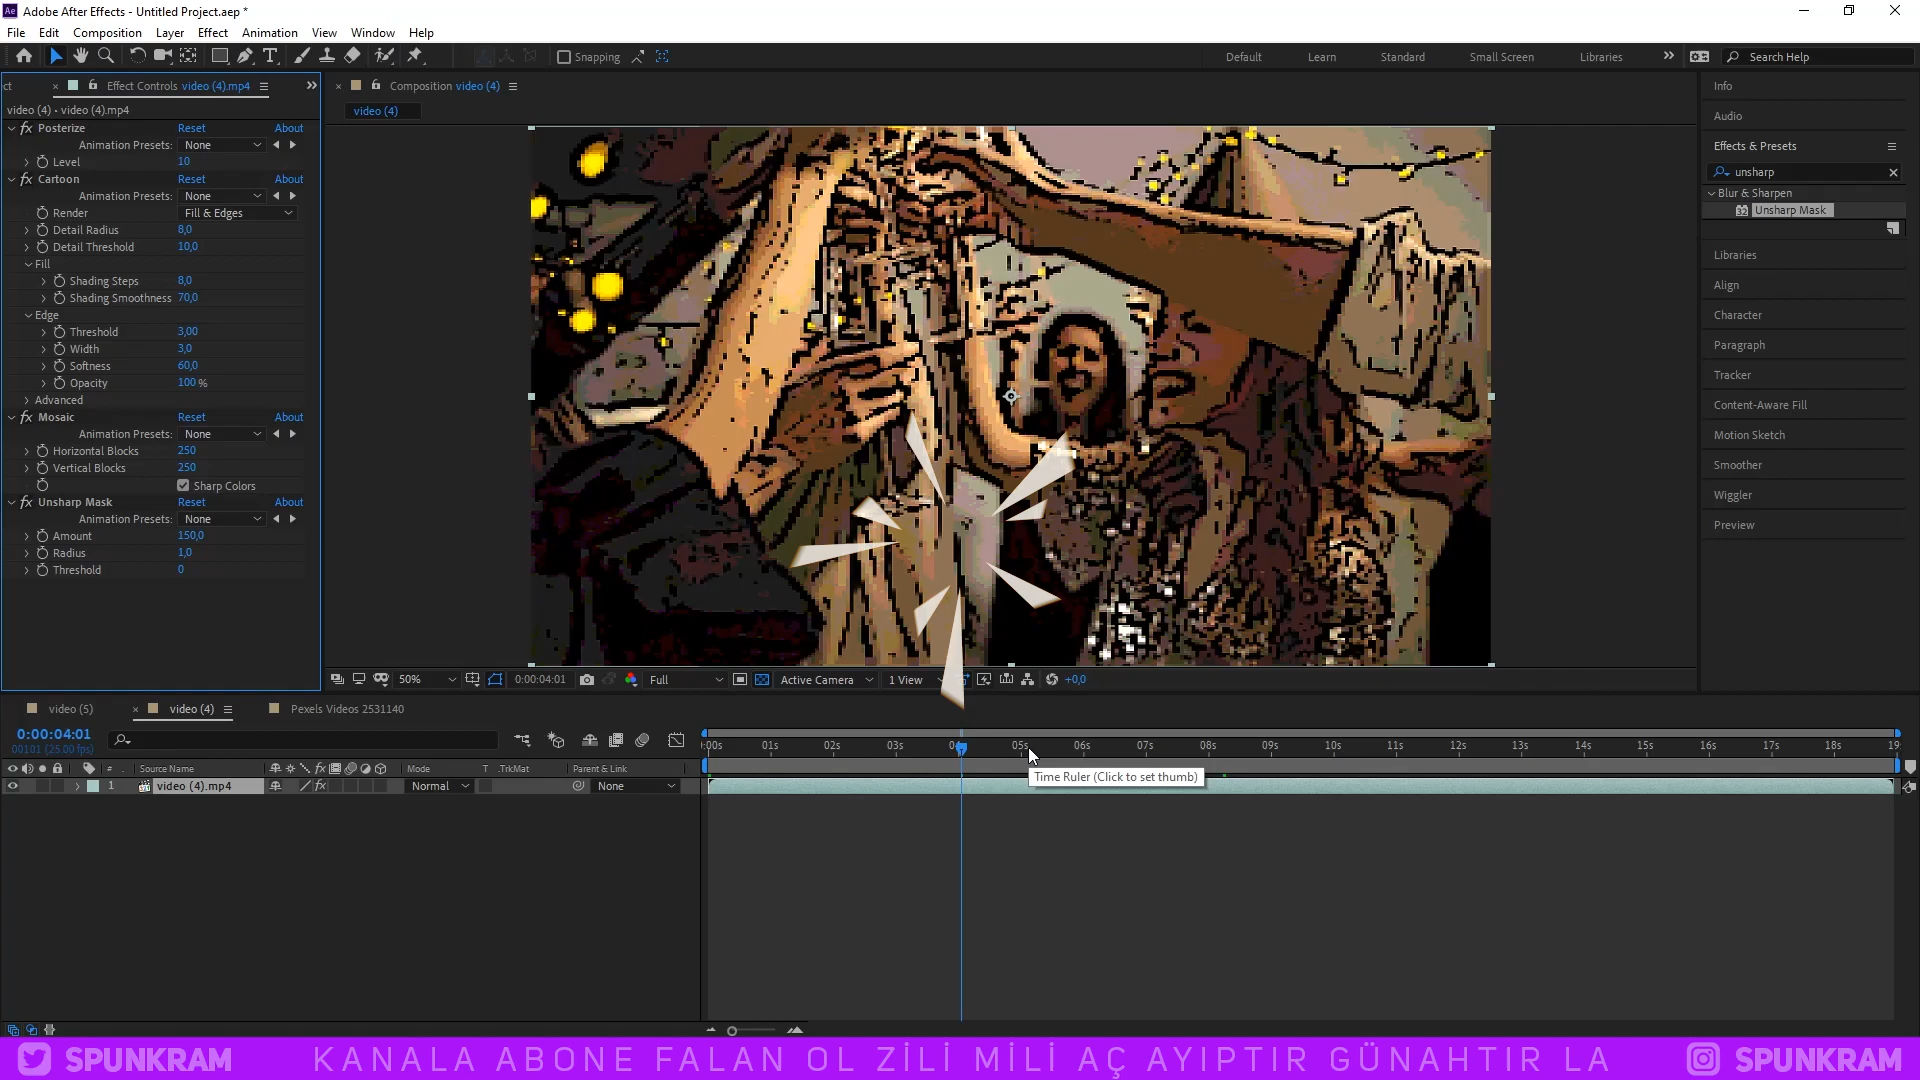 Adobe After Effects - Untitled Project.aep *
File Edit Composition Layer Effect Animation View Window Help
Snapping
Default Learn Standard Small Screen Libraries
Search Help
ct Effect Controls video (4).mp4
video (4) • video (4).mp4
Posterize Reset About
Animation Presets: None
Level 10
Cartoon Reset About
Animation Presets: None
Render Fill & Edges
Detail Radius 8,0
Detail Threshold 10,0
Fill
Shading Steps 8,0
Shading Smoothness 70,0
Edge
Threshold 3,00
Width 3,0
Softness 60,0
Opacity 100 %
Advanced
Mosaic Reset About
Animation Presets: None
Horizontal Blocks 250
Vertical Blocks 250
Sharp Colors
Unsharp Mask Reset About
Animation Presets: None
Amount 150,0
Radius 1,0
Threshold 0
Composition video (4)
video (4)
50% 0:00:04:01 Full Active Camera 1 View +0,0
Info
Audio
Effects & Presets
unsharp
Blur & Sharpen
32 Unsharp Mask
Libraries
Align
Character
Paragraph
Tracker
Content-Aware Fill
Motion Sketch
Smoother
Wiggler
Preview
video (5) video (4) Pexels Videos 2531140
0:00:04:01
00101 (25.00 fps)
:00s 01s 02s 03s 04s 05s 06s 07s 08s 09s 10s 11s 12s 13s 14s 15s 16s 17s 18s 19
# Source Name Mode T .TrkMat Parent & Link
1 video (4).mp4 Normal None
Time Ruler (Click to set thumb)
SPUNKRAM KANALA ABONE FALAN OL ZİLİ MİLİ AÇ AYIPTIR GÜNAHTIR LA SPUNKRAM